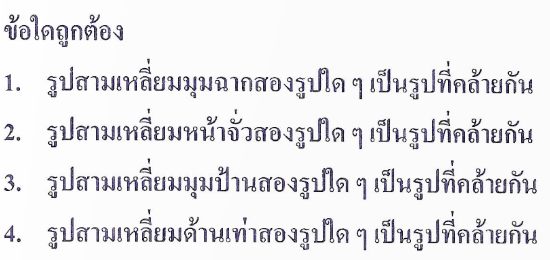 ข้อใดถูกต้อง
1. รูปสามเหลี่ยมมุมฉากสองรูปใด ๆ เป็นรูปที่คล้ายกัน
2. รูปสามเหลี่ยมหน้าจั่วสองรูปใด ๆ เป็นรูปที่คล้ายกัน
3. รูปสามเหลี่ยมมุมป้านสองรูปใด ๆ เป็นรูปที่คล้ายกัน
4. รูปสามเหลี่ยมด้านเท่าสองรูปใด ๆ เป็นรูปที่คล้ายกัน